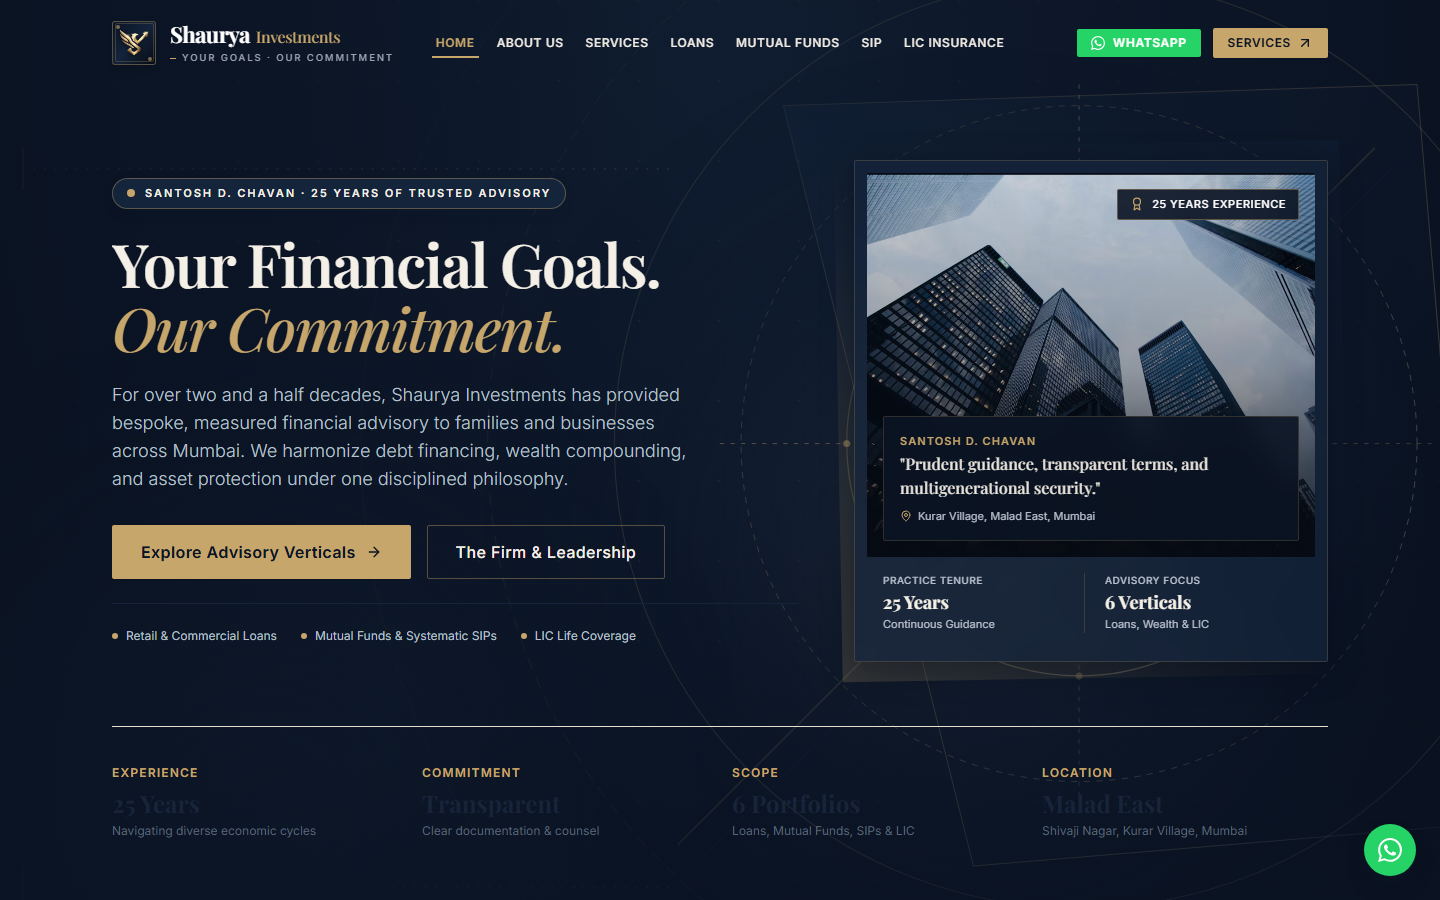 Shaurya Investments
– YOUR GOALS · OUR COMMITMENT
HOME
ABOUT US
SERVICES
LOANS
MUTUAL FUNDS
SIP
LIC INSURANCE
WHATSAPP
SERVICES
SANTOSH D. CHAVAN · 25 YEARS OF TRUSTED ADVISORY
Your Financial Goals.
Our Commitment.
For over two and a half decades, Shaurya Investments has provided
bespoke, measured financial advisory to families and businesses
across Mumbai. We harmonize debt financing, wealth compounding,
and asset protection under one disciplined philosophy.
Explore Advisory Verticals
The Firm & Leadership
Retail & Commercial Loans
Mutual Funds & Systematic SIPs
LIC Life Coverage
25 YEARS EXPERIENCE
SANTOSH D. CHAVAN
"Prudent guidance, transparent terms, and
multigenerational security."
Kurar Village, Malad East, Mumbai
PRACTICE TENURE
25 Years
Continuous Guidance
ADVISORY FOCUS
6 Verticals
Loans, Wealth & LIC
EXPERIENCE
25 Years
Navigating diverse economic cycles
COMMITMENT
Transparent
Clear documentation & counsel
SCOPE
6 Portfolios
Loans, Mutual Funds, SIPs & LIC
LOCATION
Malad East
Shivaji Nagar, Kurar Village, Mumbai